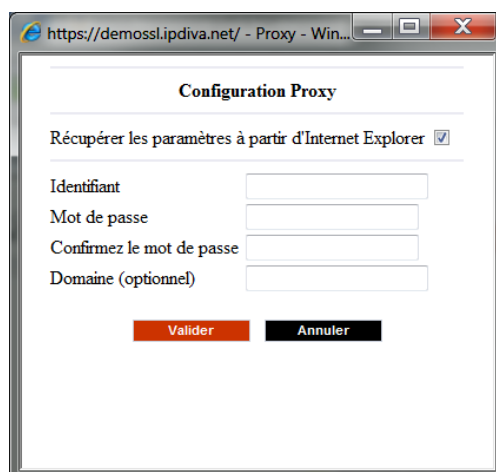 https://demossl.ipdiva.net/ - Proxy - Win...
Configuration Proxy
Récupérer les paramètres à partir d'Internet Explorer
Identifiant
Mot de passe
Confirmez le mot de passe
Domaine (optionnel)
Valider Annuler